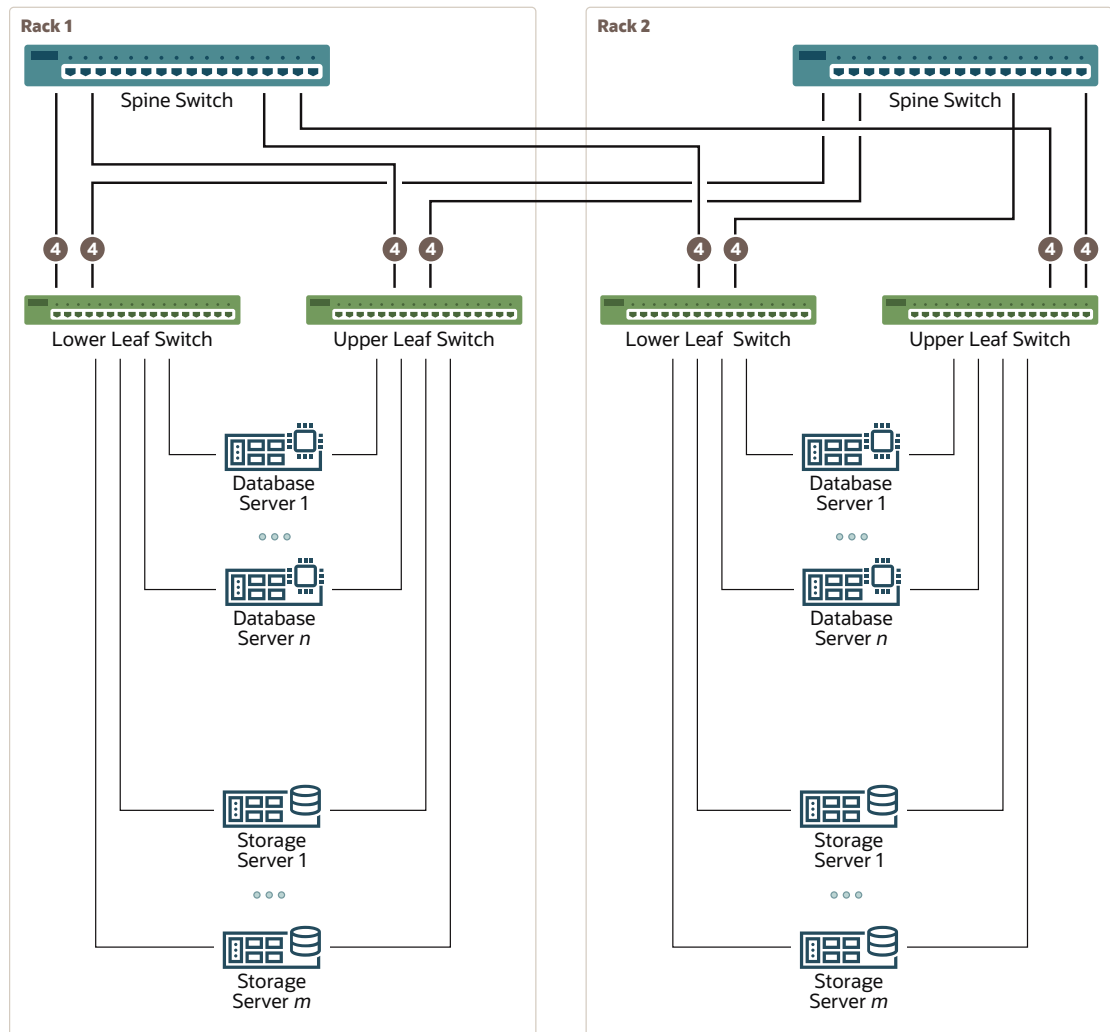 Rack 1
Spine Switch
4
4
4
4
Lower Leaf Switch
Upper Leaf Switch
Database
Server 1
Database
Server n
Storage
Server 1
Storage
Server m
Rack 2
Spine Switch
4
4
4
4
Lower Leaf Switch
Upper Leaf Switch
Database
Server 1
Database
Server n
Storage
Server 1
Storage
Server m